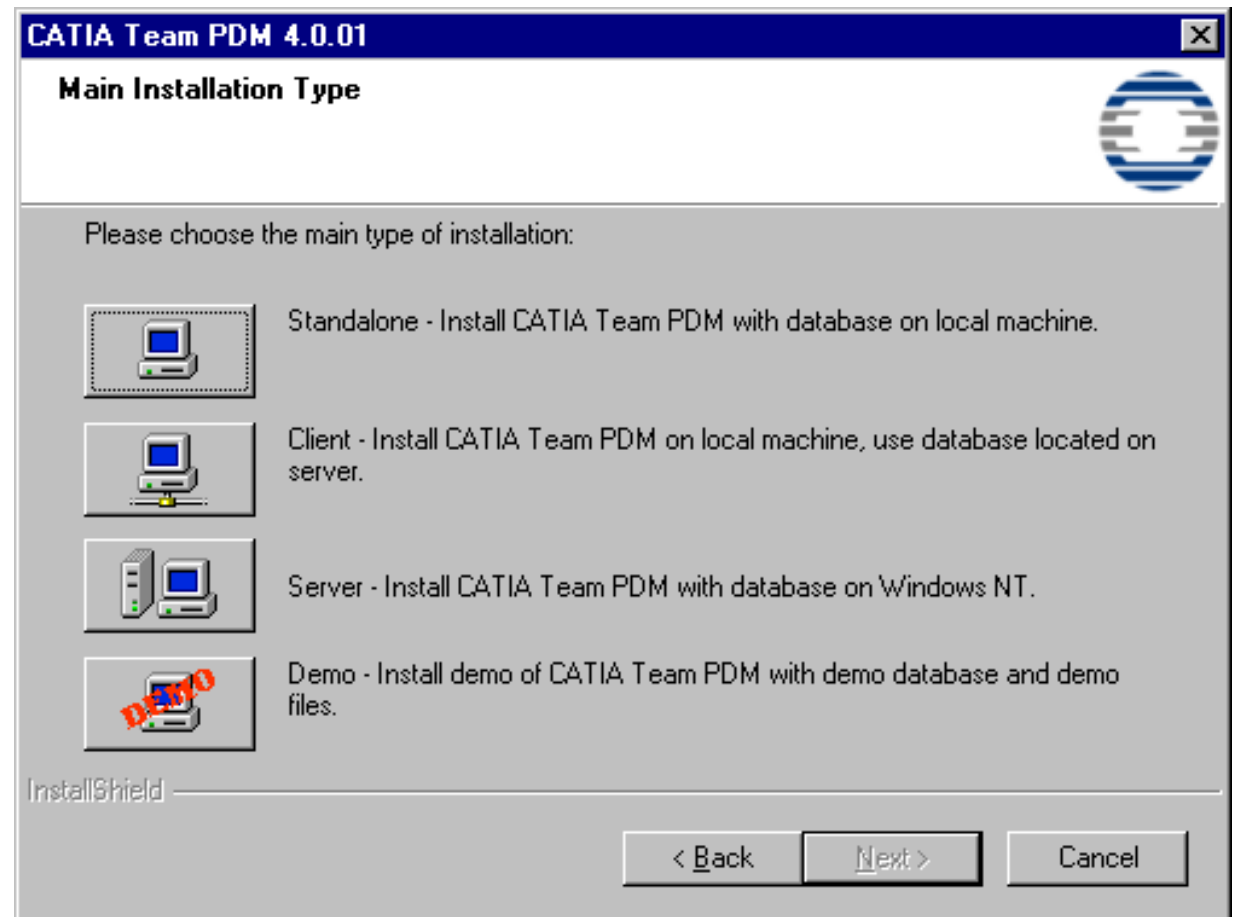 CATIA Team PDM 4.0.01
Main Installation Type
Please choose the main type of installation:
Standalone - Install CATIA Team PDM with database on local machine.
Client - Install CATIA Team PDM on local machine, use database located on
server.
Server - Install CATIA Team PDM with database on Windows NT.
DEMO
Demo - Install demo of CATIA Team PDM with demo database and demo
files.
InstallShield
< Back
Next >
Cancel